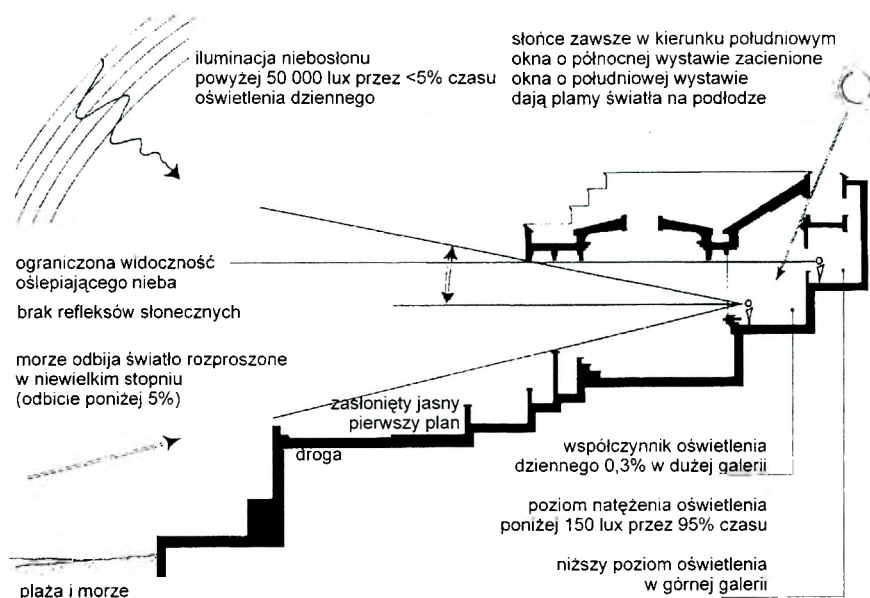 iluminacja niebosłonu
powyżej 50 000 lux przez <5% czasu
oświetlenia dziennego
słońce zawsze w kierunku południowym
okna o północnej wystawie zacienione
okna o południowej wystawie
dają plamy światła na podłodze
ograniczona widoczność
oślepiającego nieba
brak refleksów słonecznych
morze odbija światło rozproszone
w niewielkim stopniu
(odbicie poniżej 5%)
zasłonięty jasny
pierwszy plan
droga
współczynnik oświetlenia
dziennego 0,3% w dużej galerii
poziom natężenia oświetlenia
poniżej 150 lux przez 95% czasu
niższy poziom oświetlenia
w górnej galerii
plaża i morze